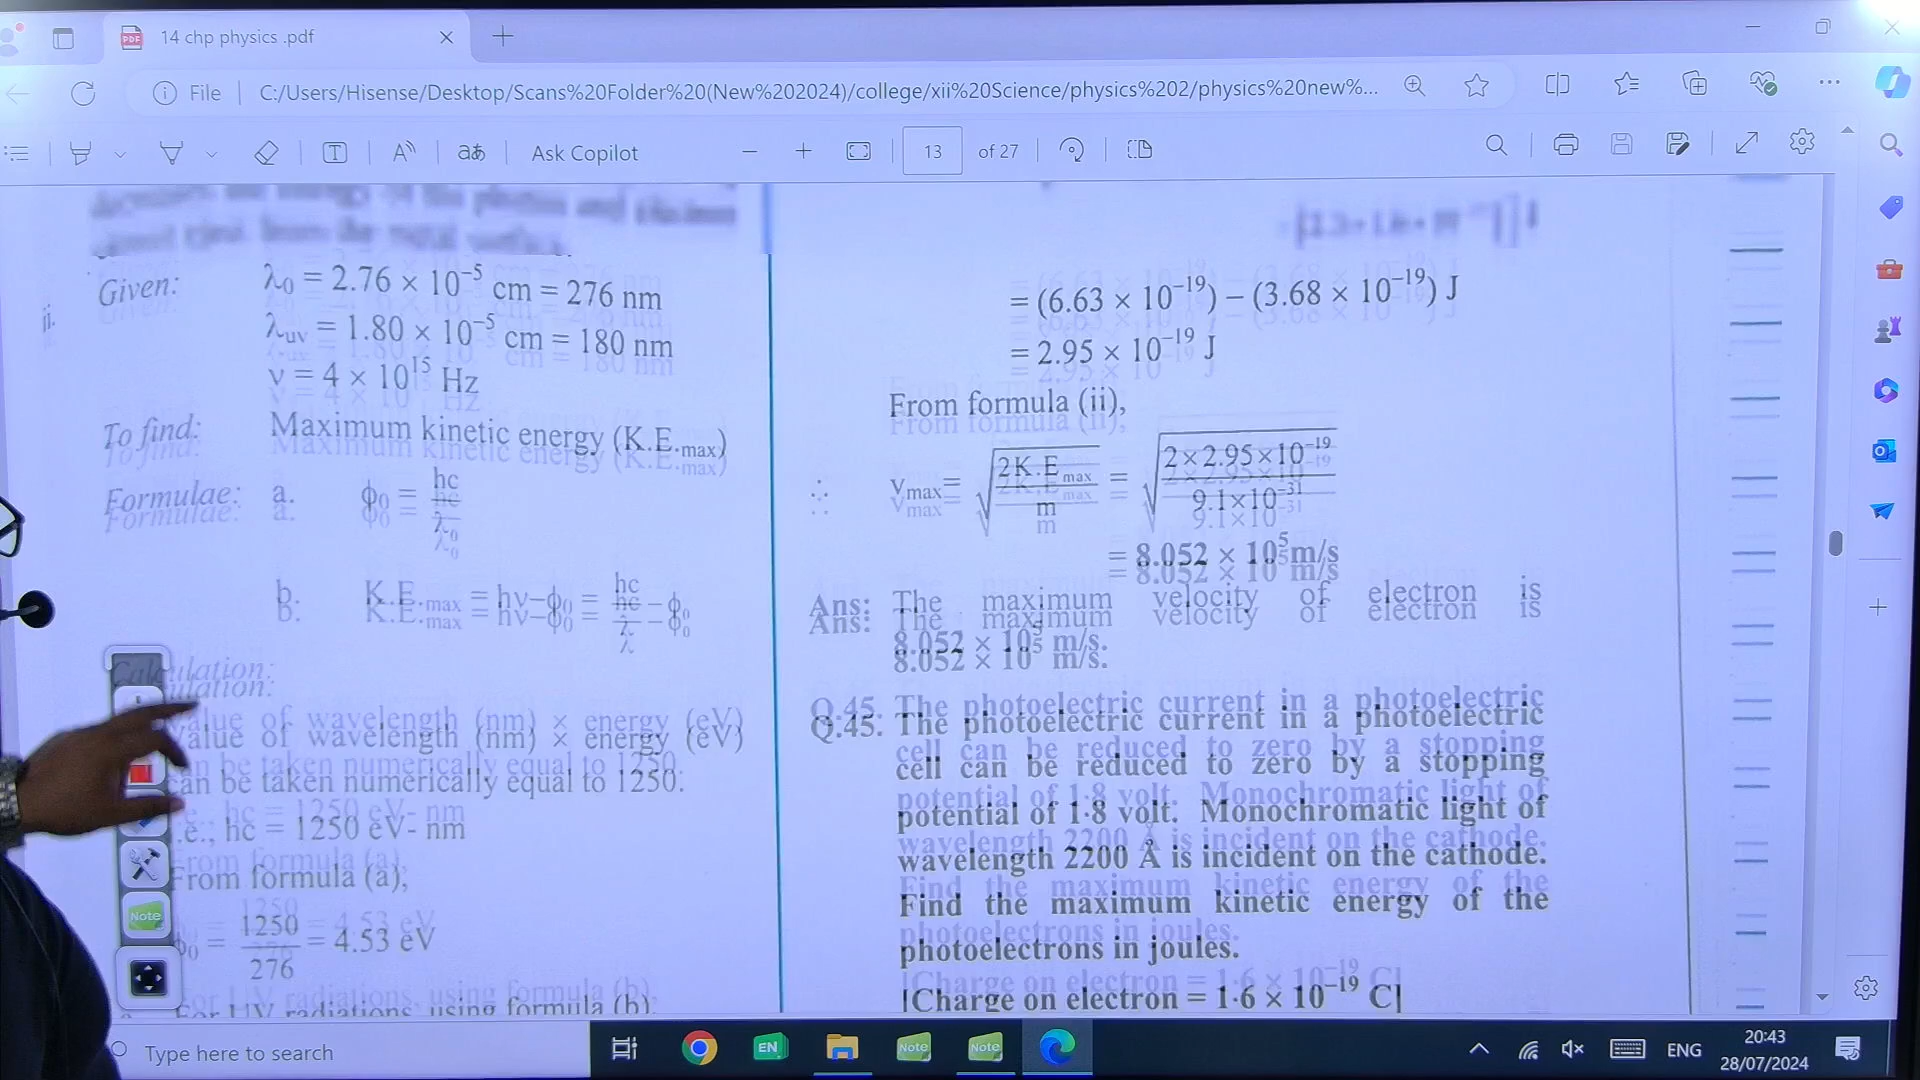 14 chp physics .pdf
File
C:/Users/Hisense/Desktop/Scans%20Folder%20(New%202024)/college/xii%20Science/physics%202/physics%20new%...
Ask Copilot
13 of 27
Given: λ₀ = 2.76 × 10⁻⁵ cm = 276 nm
ii.
λuv = 1.80 × 10⁻⁵ cm = 180 nm
ν = 4 × 10¹⁵ Hz
To find: Maximum kinetic energy (K.E.max)
Formulae: a. ϕ₀ = hc/λ₀
b. K.E.max = hν – ϕ₀ = hc/λ – ϕ₀
Calculation:
value of wavelength (nm) × energy (eV)
can be taken numerically equal to 1250.
i.e., hc = 1250 eV- nm
From formula (a),
ϕ₀ = 1250/276 = 4.53 eV
For UV radiations, using formula (b),
= (6.63 × 10⁻¹⁹) – (3.68 × 10⁻¹⁹) J
= 2.95 × 10⁻¹⁹ J
From formula (ii),
∴ vmax = √(2K.Emax/m) = √(2×2.95×10⁻¹⁹/9.1×10⁻³¹)
= 8.052 × 10⁵ m/s
Ans: The maximum velocity of electron is
8.052 × 10⁵ m/s.
Q.45. The photoelectric current in a photoelectric
cell can be reduced to zero by a stopping
potential of 1·8 volt. Monochromatic light of
wavelength 2200 Å is incident on the cathode.
Find the maximum kinetic energy of the
photoelectrons in joules.
[Charge on electron = 1·6 × 10⁻¹⁹ C]
Note
Type here to search
EN
Note
Note
ENG
20:43
28/07/2024